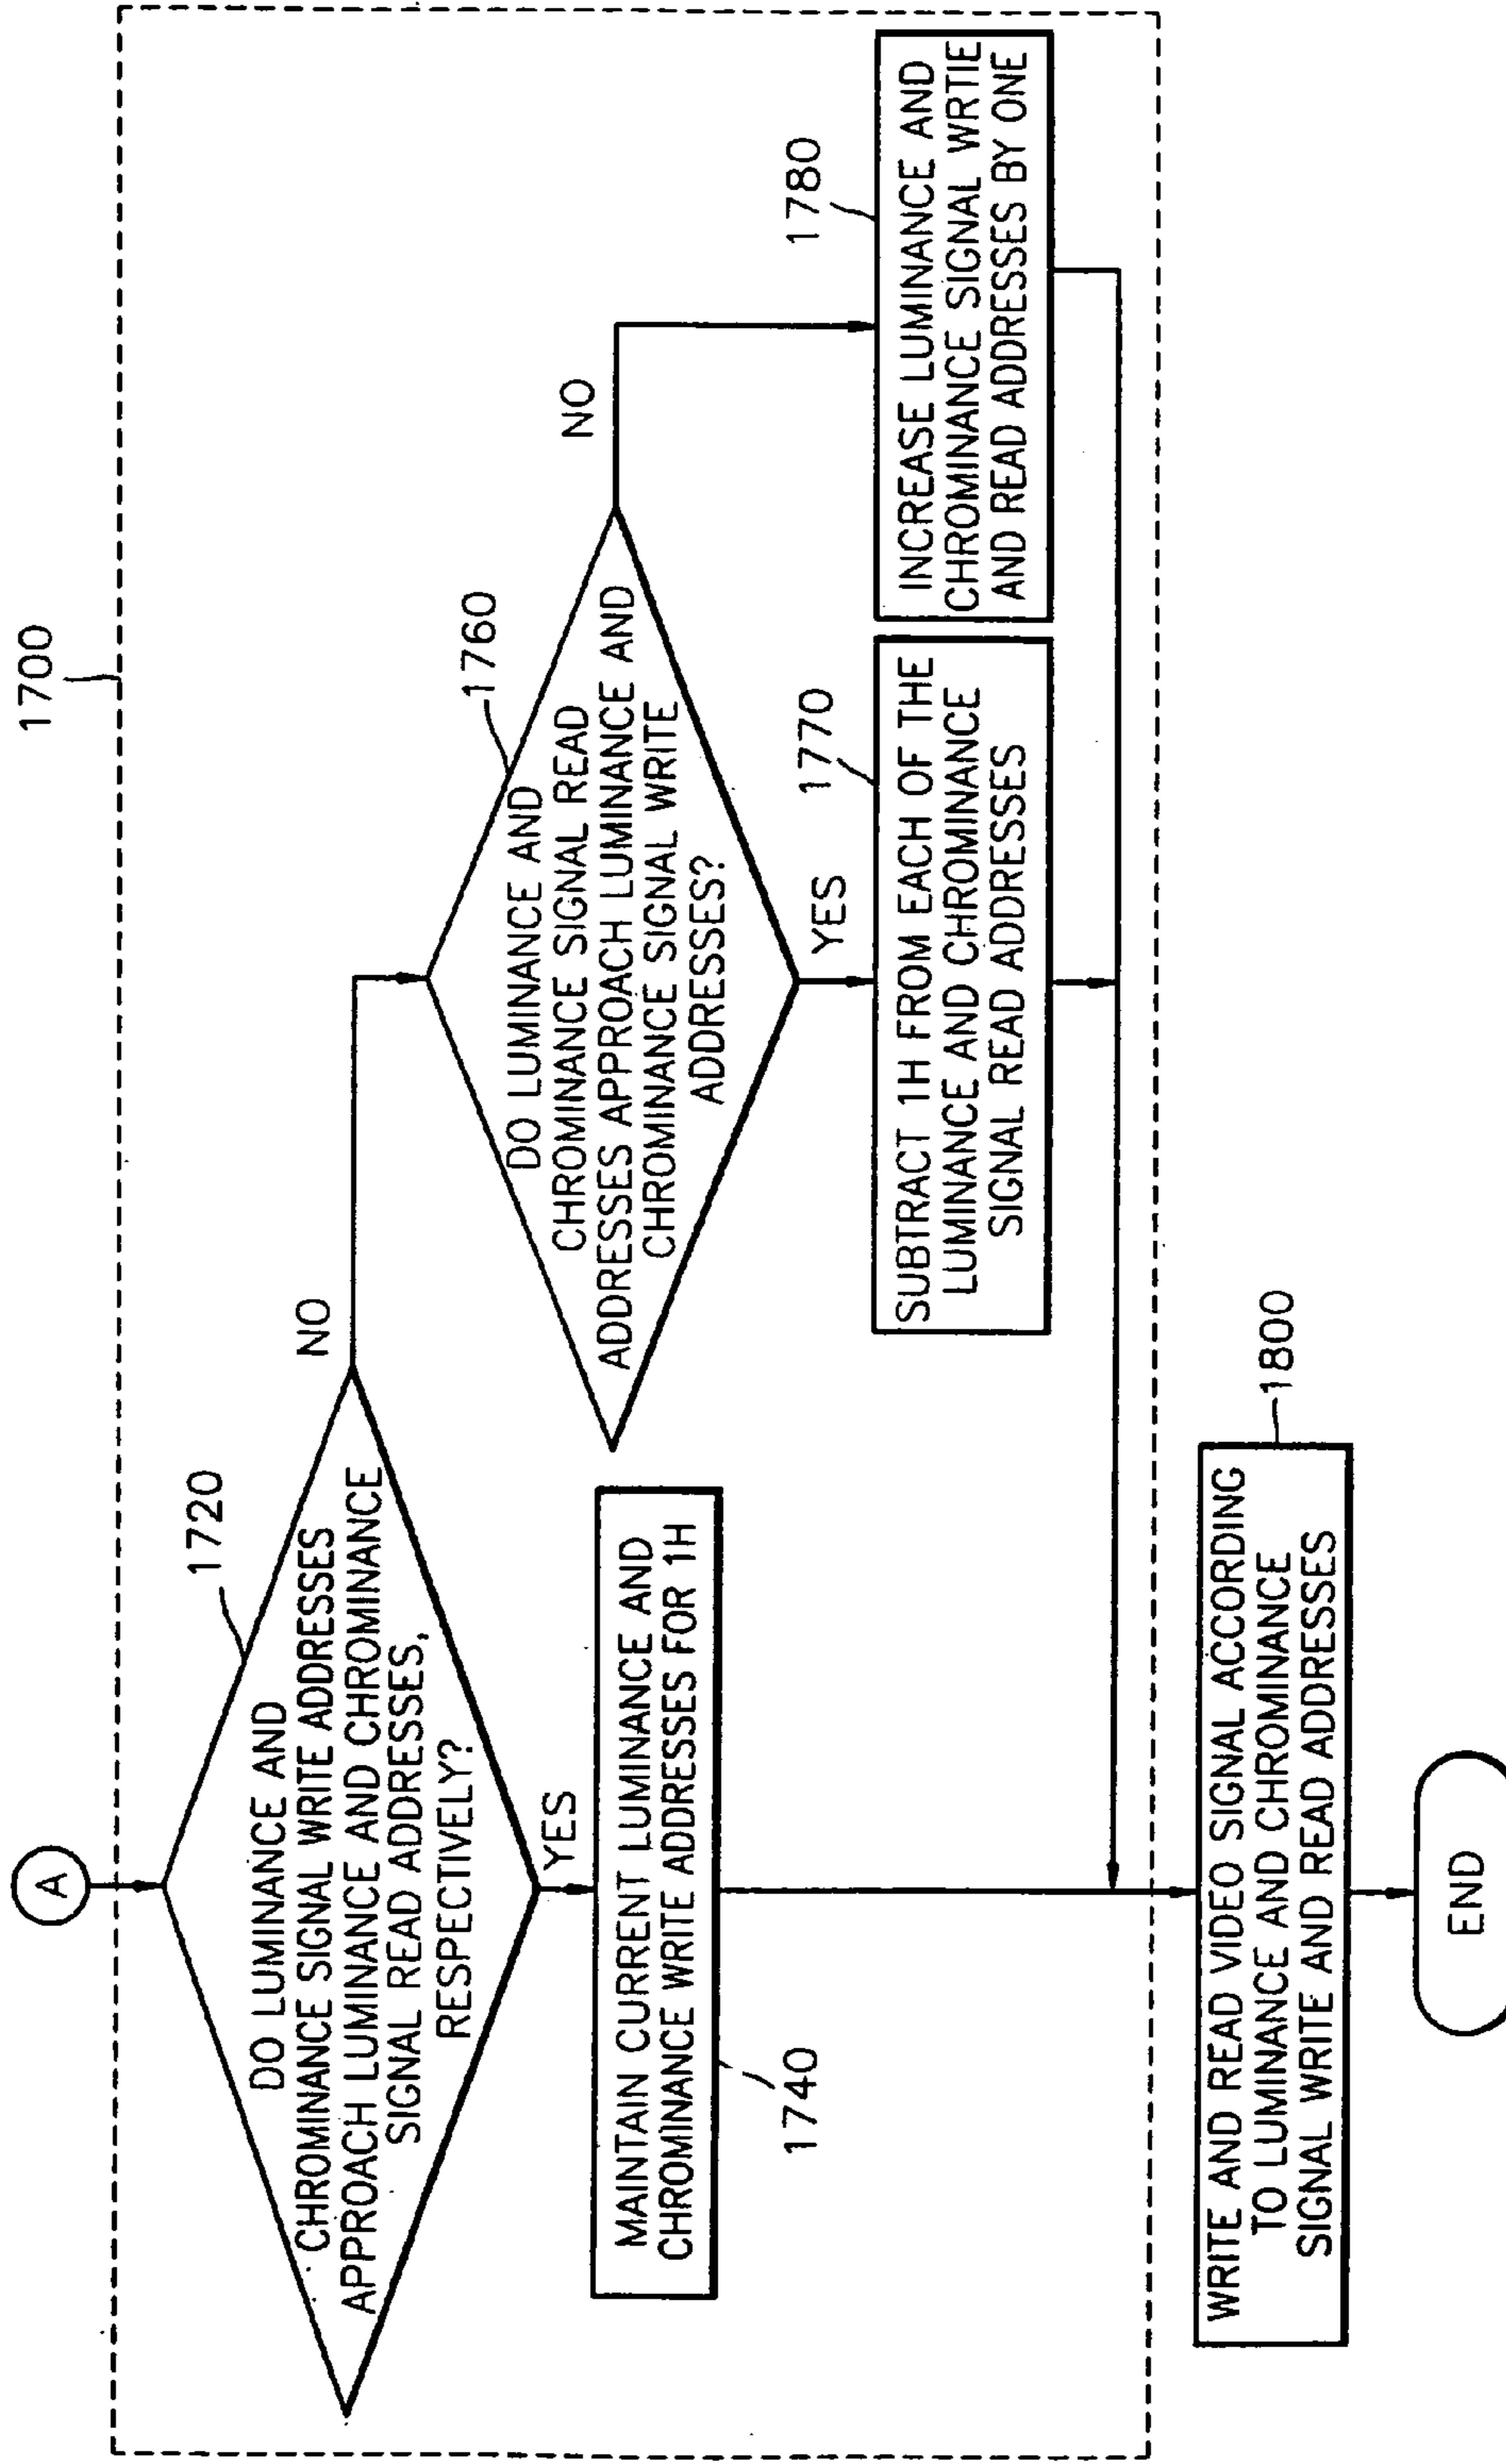 1700
A
1720
DO LUMINANCE AND
CHROMINANCE SIGNAL WRITE ADDRESSES
APPROACH LUMINANCE AND CHROMINANCE
SIGNAL READ ADDRESSES,
RESPECTIVELY?
NO
YES
MAINTAIN CURRENT LUMINANCE AND
CHROMINANCE WRITE ADDRESSES FOR 1H
1740
1760
DO LUMINANCE AND
CHROMINANCE SIGNAL READ
ADDRESSES APPROACH LUMINANCE AND
CHROMINANCE SIGNAL WRITE
ADDRESSES?
NO
YES
1770
SUBTRACT 1H FROM EACH OF THE
LUMINANCE AND CHROMINANCE
SIGNAL READ ADDRESSES
1780
INCREASE LUMINANCE AND
CHROMINANCE SIGNAL WRTIE
AND READ ADDRESSES BY ONE
1800
WRITE AND READ VIDEO SIGNAL ACCORDING
TO LUMINANCE AND CHROMINANCE
SIGNAL WRITE AND READ ADDRESSES
END